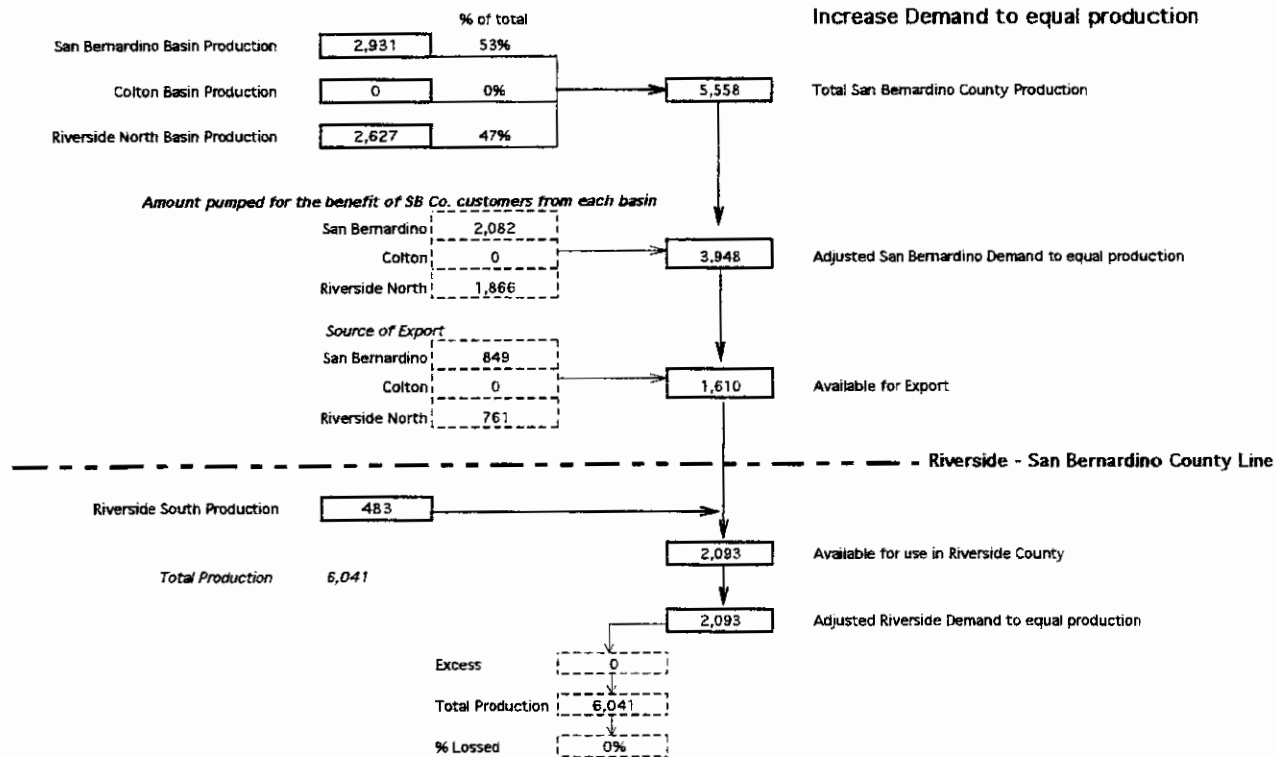 % of total
Increase Demand to equal production
San Bernardino Basin Production 2,931 53%
Colton Basin Production 0 0% 5,558 Total San Bernardino County Production
Riverside North Basin Production 2,627 47%
Amount pumped for the benefit of SB Co. customers from each basin
San Bernardino 2,082
Colton 0 3,948 Adjusted San Bernardino Demand to equal production
Riverside North 1,866
Source of Export
San Bernardino 849
Colton 0 1,610 Available for Export
Riverside North 761
Riverside - San Bernardino County Line
Riverside South Production 483
2,093 Available for use in Riverside County
Total Production 6,041
2,093 Adjusted Riverside Demand to equal production
Excess 0
Total Production 6,041
% Lossed 0%